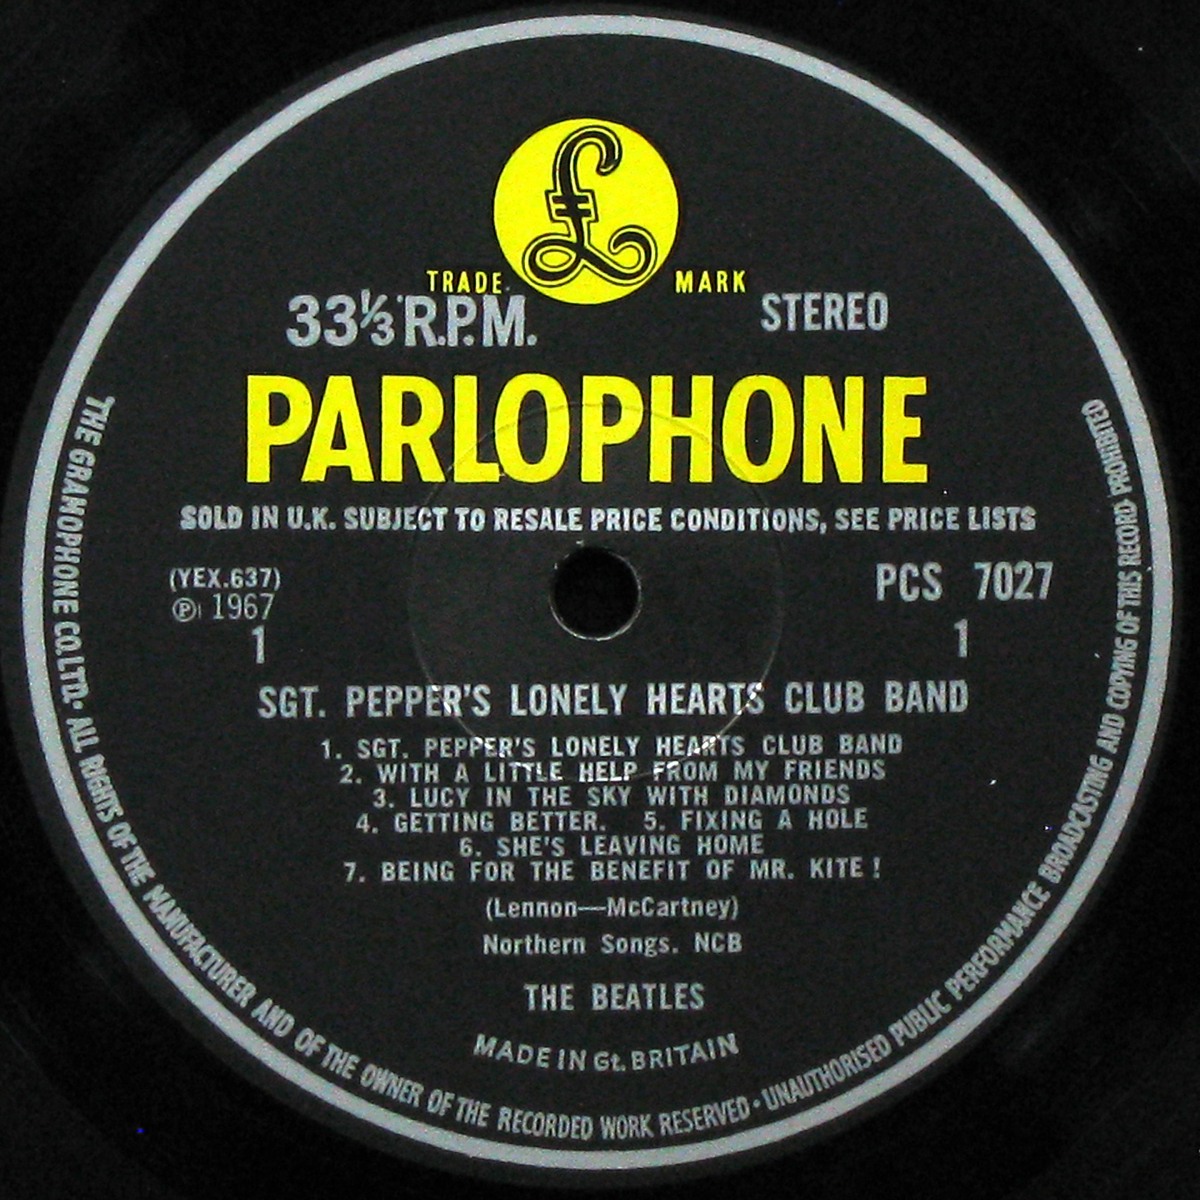 £
TRADE MARK
33⅓ R.P.M. STEREO
PARLOPHONE
SOLD IN U.K. SUBJECT TO RESALE PRICE CONDITIONS, SEE PRICE LISTS
(YEX.637) PCS 7027
℗ 1967
1 1
SGT. PEPPER'S LONELY HEARTS CLUB BAND
1. SGT. PEPPER'S LONELY HEARTS CLUB BAND
2. WITH A LITTLE HELP FROM MY FRIENDS
3. LUCY IN THE SKY WITH DIAMONDS
4. GETTING BETTER. 5. FIXING A HOLE
6. SHE'S LEAVING HOME
7. BEING FOR THE BENEFIT OF MR. KITE!
(Lennon—McCartney)
Northern Songs. NCB
THE BEATLES
MADE IN Gt. BRITAIN
THE GRAMOPHONE CO. LTD. • ALL RIGHTS OF THE MANUFACTURER AND OF THE OWNER OF THE RECORDED WORK RESERVED • UNAUTHORISED PUBLIC PERFORMANCE BROADCASTING AND COPYING OF THIS RECORD PROHIBITED